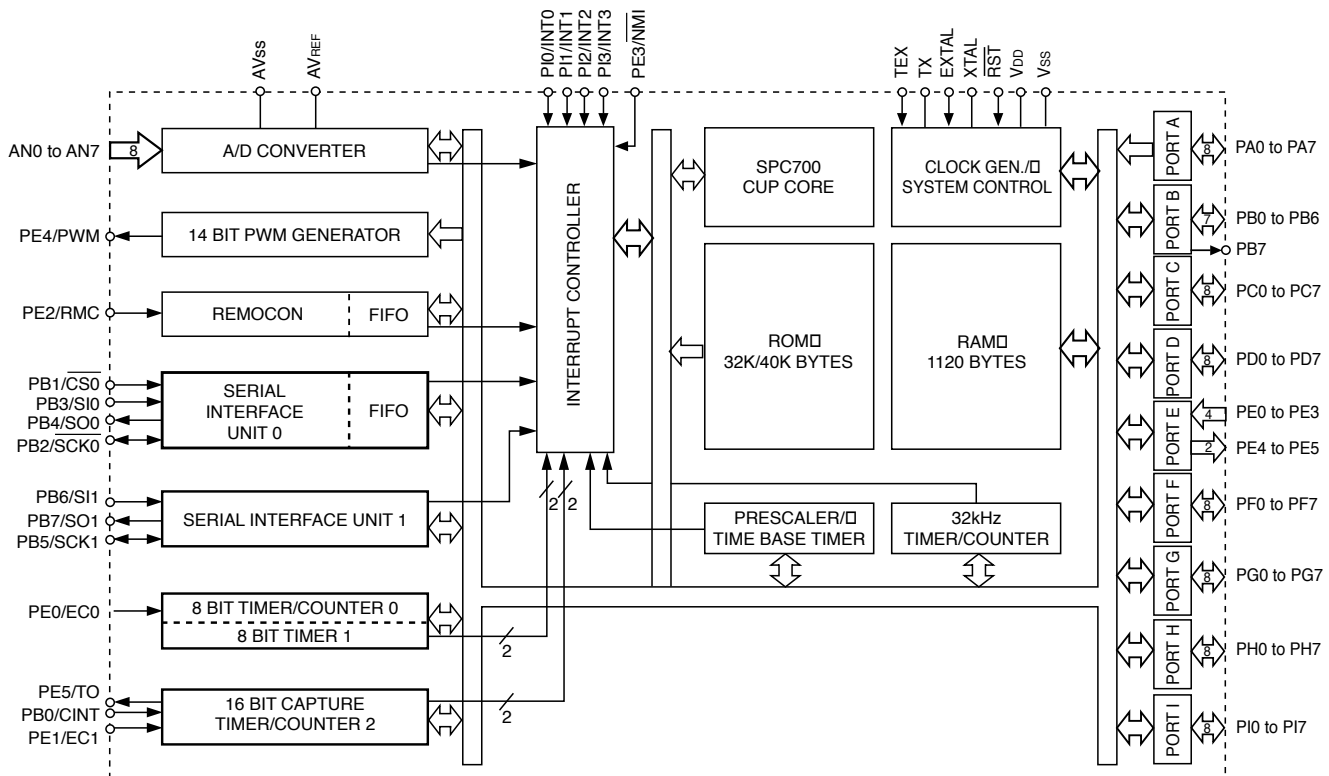 AVss
AVREF
PI0/INT0
PI1/INT1
PI2/INT2
PI3/INT3
PE3/NMI
TEX
TX
EXTAL
XTAL
RST
VDD
Vss
AN0 to AN7
8
A/D CONVERTER
PE4/PWM
14 BIT PWM GENERATOR
PE2/RMC
REMOCON
FIFO
PB1/CS0
PB3/SI0
PB4/SO0
PB2/SCK0
SERIAL
INTERFACE
UNIT 0
FIFO
PB6/SI1
PB7/SO1
PB5/SCK1
SERIAL INTERFACE UNIT 1
PE0/EC0
8 BIT TIMER/COUNTER 0
8 BIT TIMER 1
2
PE5/TO
PB0/CINT
PE1/EC1
16 BIT CAPTURE
TIMER/COUNTER 2
2
INTERRUPT CONTROLLER
2
2
SPC700
CUP CORE
CLOCK GEN./□
SYSTEM CONTROL
ROM□
32K/40K BYTES
RAM□
1120 BYTES
PRESCALER/□
TIME BASE TIMER
32kHz
TIMER/COUNTER
PORT A
8
PA0 to PA7
PORT B
7
PB0 to PB6
PB7
PORT C
8
PC0 to PC7
PORT D
8
PD0 to PD7
PORT E
4
PE0 to PE3
2
PE4 to PE5
PORT F
8
PF0 to PF7
PORT G
8
PG0 to PG7
PORT H
8
PH0 to PH7
PORT I
8
PI0 to PI7